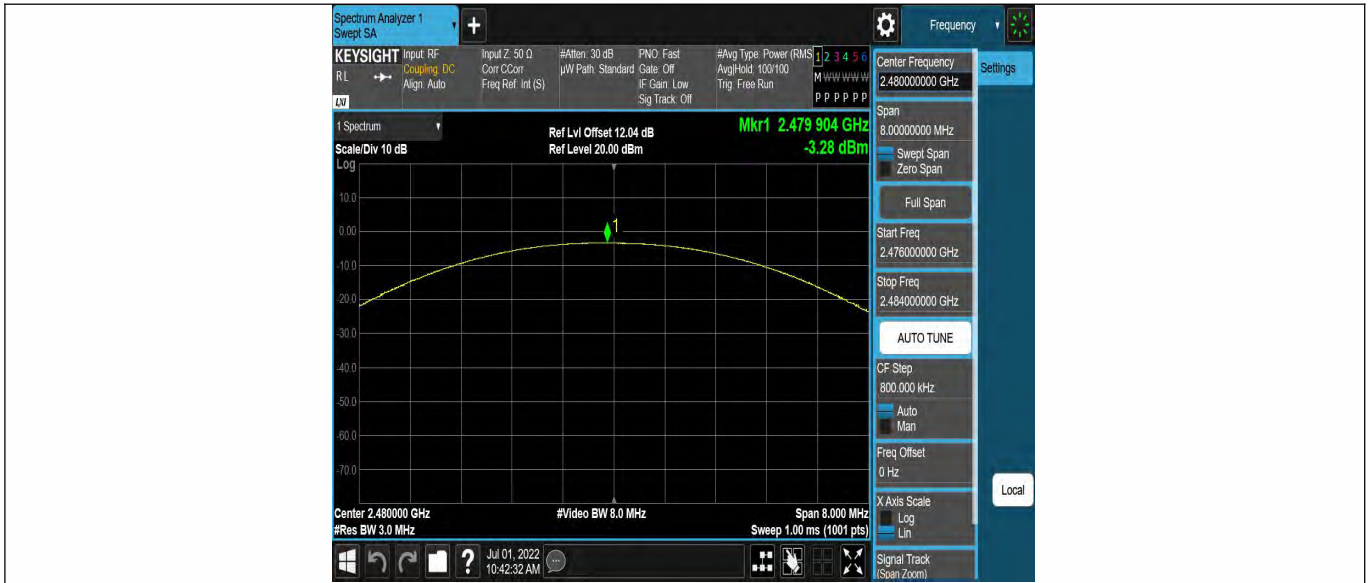 Spectrum Analyzer 1
Swept SA
+
Frequency
KEYSIGHT
RL
LXI
Input: RF
Coupling: DC
Align: Auto
Input Z: 50 Ω
Corr CCorr
Freq Ref: Int (S)
#Atten: 30 dB
µW Path: Standard
PNO: Fast
Gate: Off
IF Gain: Low
Sig Track: Off
#Avg Type: Power (RMS
Avg|Hold: 100/100
Trig: Free Run
1 2 3 4 5 6
M W W W W W
P P P P P P
1 Spectrum
Scale/Div 10 dB
Log
Ref Lvl Offset 12.04 dB
Ref Level 20.00 dBm
Mkr1 2.479 904 GHz
-3.28 dBm
10.0
0.00
-10.0
-20.0
-30.0
-40.0
-50.0
-60.0
-70.0
1
Center 2.480000 GHz
#Res BW 3.0 MHz
#Video BW 8.0 MHz
Span 8.000 MHz
Sweep 1.00 ms (1001 pts)
Center Frequency
2.480000000 GHz
Settings
Span
8.00000000 MHz
Swept Span
Zero Span
Full Span
Start Freq
2.476000000 GHz
Stop Freq
2.484000000 GHz
AUTO TUNE
CF Step
800.000 kHz
Auto
Man
Freq Offset
0 Hz
X Axis Scale
Log
Lin
Local
Signal Track
(Span Zoom)
?
Jul 01, 2022
10:42:32 AM